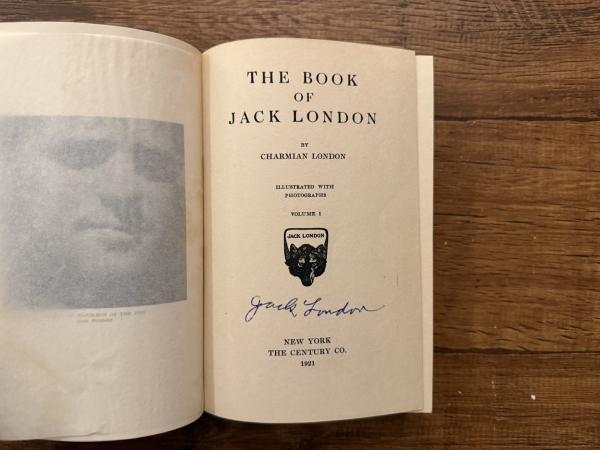 THE BOOK
OF
JACK LONDON
BY
CHARMIAN LONDON
ILLUSTRATED WITH
PHOTOGRAPHS
VOLUME 1
JACK LONDON
Jack London
NEW YORK
THE CENTURY CO.
1921